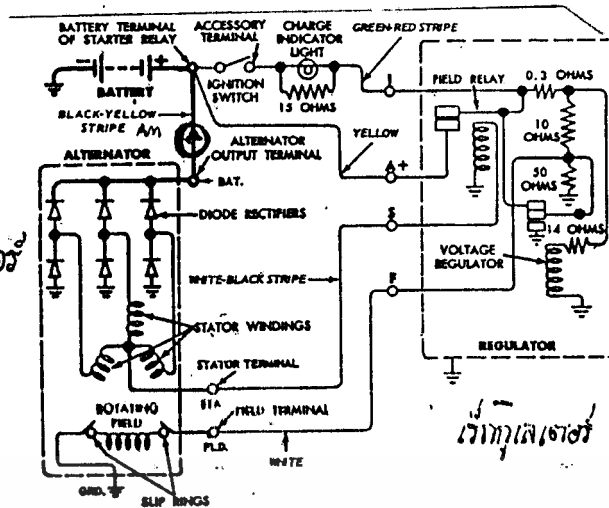 BATTERY TERMINAL
OF STARTER RELAY
ACCESSORY
TERMINAL
CHARGE
INDICATOR
LIGHT
GREEN-RED STRIPE
REGULATOR
BATTERY
IGNITION
SWITCH
15 OHMS
I
FIELD RELAY
0.3 OHMS
BLACK-YELLOW
STRIPE
10
OHMS
YELLOW
ALTERNATOR
OUTPUT TERMINAL
ALTERNATOR
BAT.
A+
50
OHMS
DIODE RECTIFIERS
S
14 OHMS
VOLTAGE
REGULATOR
WHITE-BLACK STRIPE
F
STATOR WINDINGS
REGULATOR
STATOR TERMINAL
STA
ROTATING
FIELD
FIELD TERMINAL
FLD.
WHITE
GRD.
SLIP RINGS